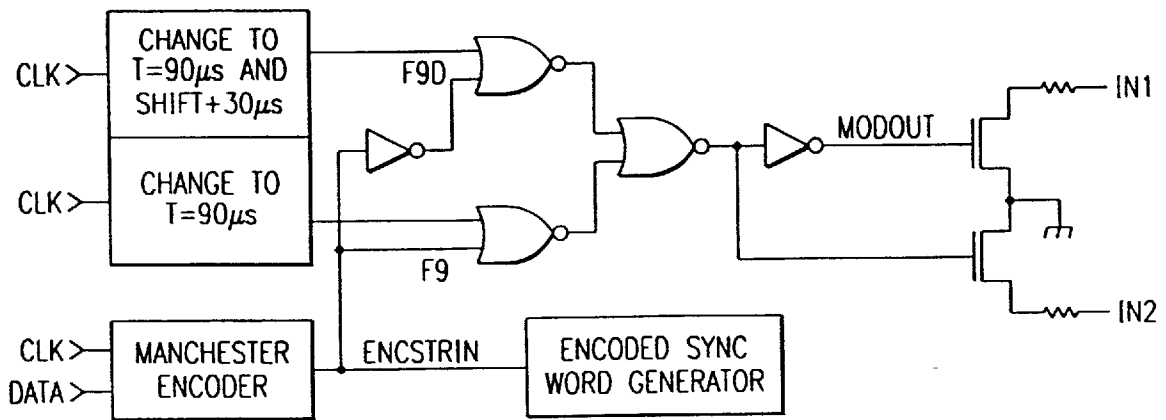 CLK
CHANGE TO
T=90μs AND
SHIFT+30μs
F9D
CLK
CHANGE TO
T=90μs
F9
MODOUT
IN1
IN2
CLK
DATA
MANCHESTER
ENCODER
ENCSTRIN
ENCODED SYNC
WORD GENERATOR